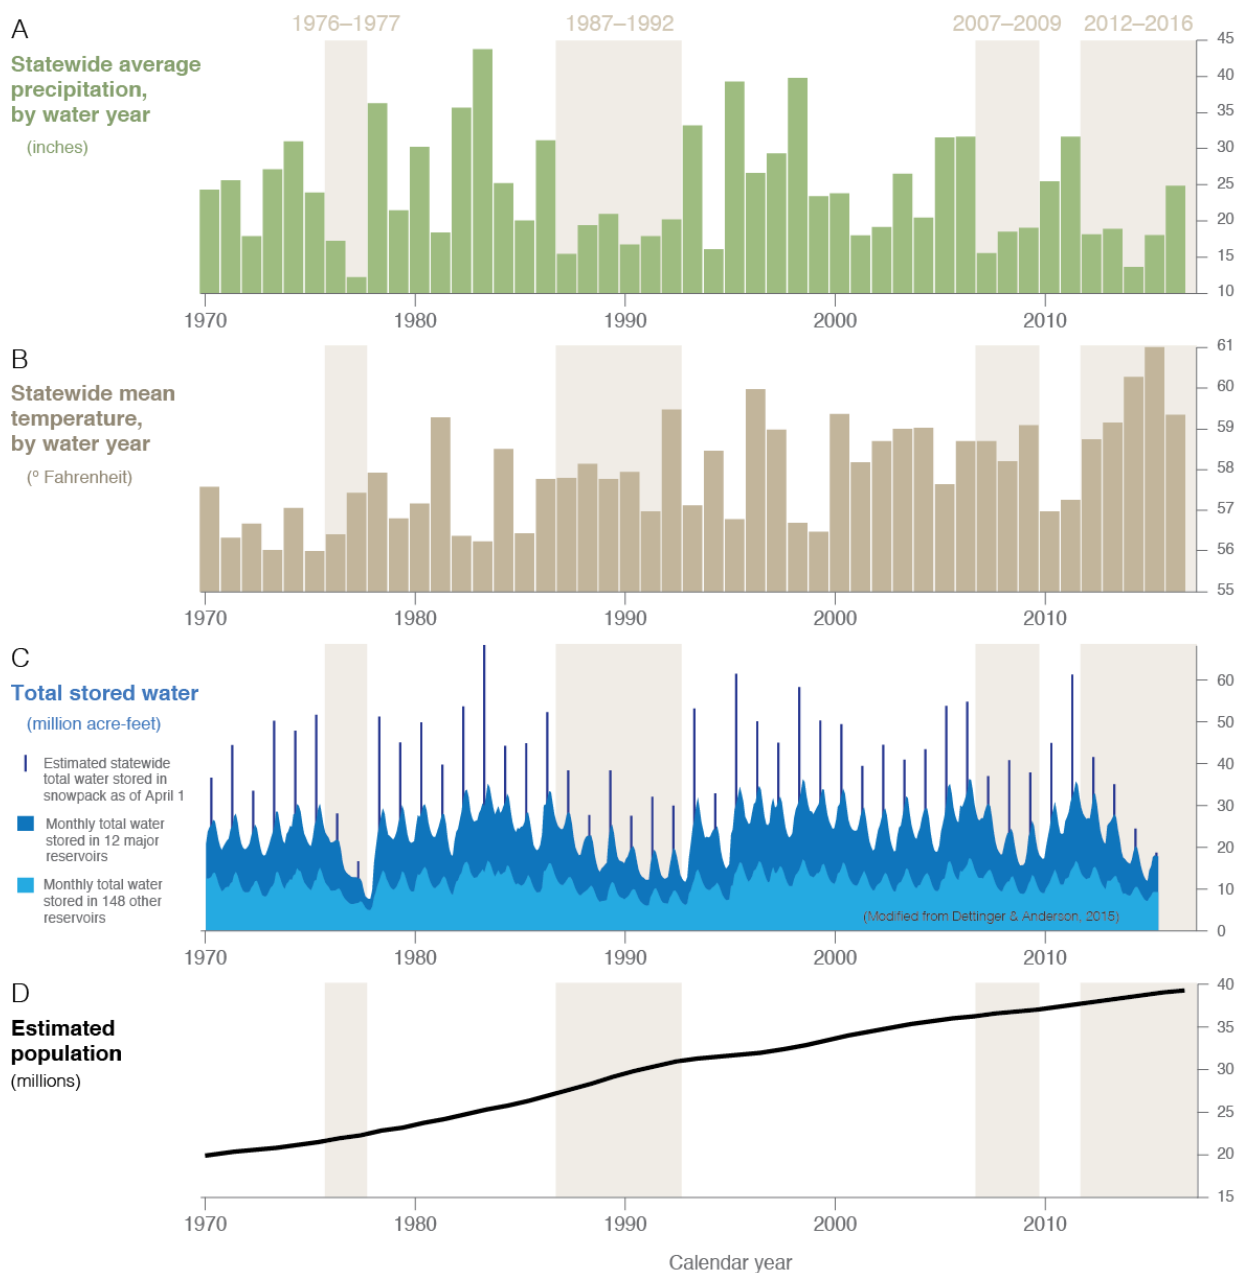 1976–1977
1987–1992
2007–2009
2012–2016
A
Statewide average
precipitation,
by water year
(inches)
45
40
35
30
25
20
15
10
1970
1980
1990
2000
2010
B
Statewide mean
temperature,
by water year
(º Fahrenheit)
61
60
59
58
57
56
55
1970
1980
1990
2000
2010
C
Total stored water
(million acre-feet)
Estimated statewide
total water stored in
snowpack as of April 1
Monthly total water
stored in 12 major
reservoirs
Monthly total water
stored in 148 other
reservoirs
60
50
40
30
20
10
0
(Modified from Dettinger & Anderson, 2015)
1970
1980
1990
2000
2010
D
Estimated
population
(millions)
40
35
30
25
20
15
1970
1980
1990
2000
2010
Calendar year